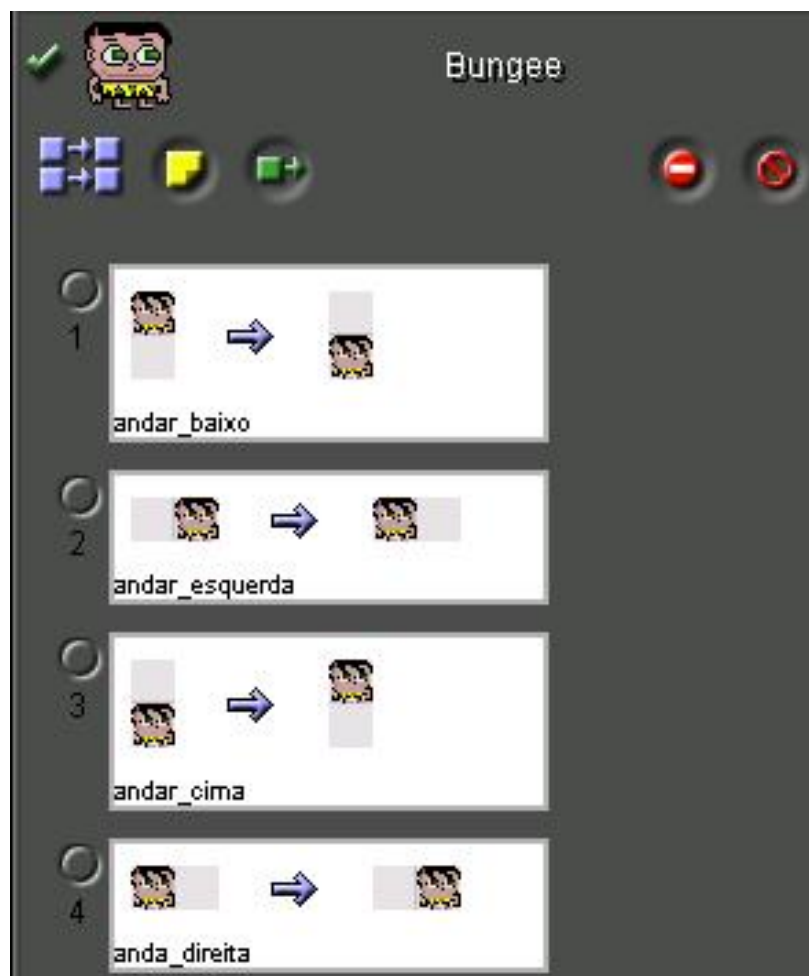 Bungee
1
andar_baixo
2
andar_esquerda
3
andar_cima
4
anda_direita